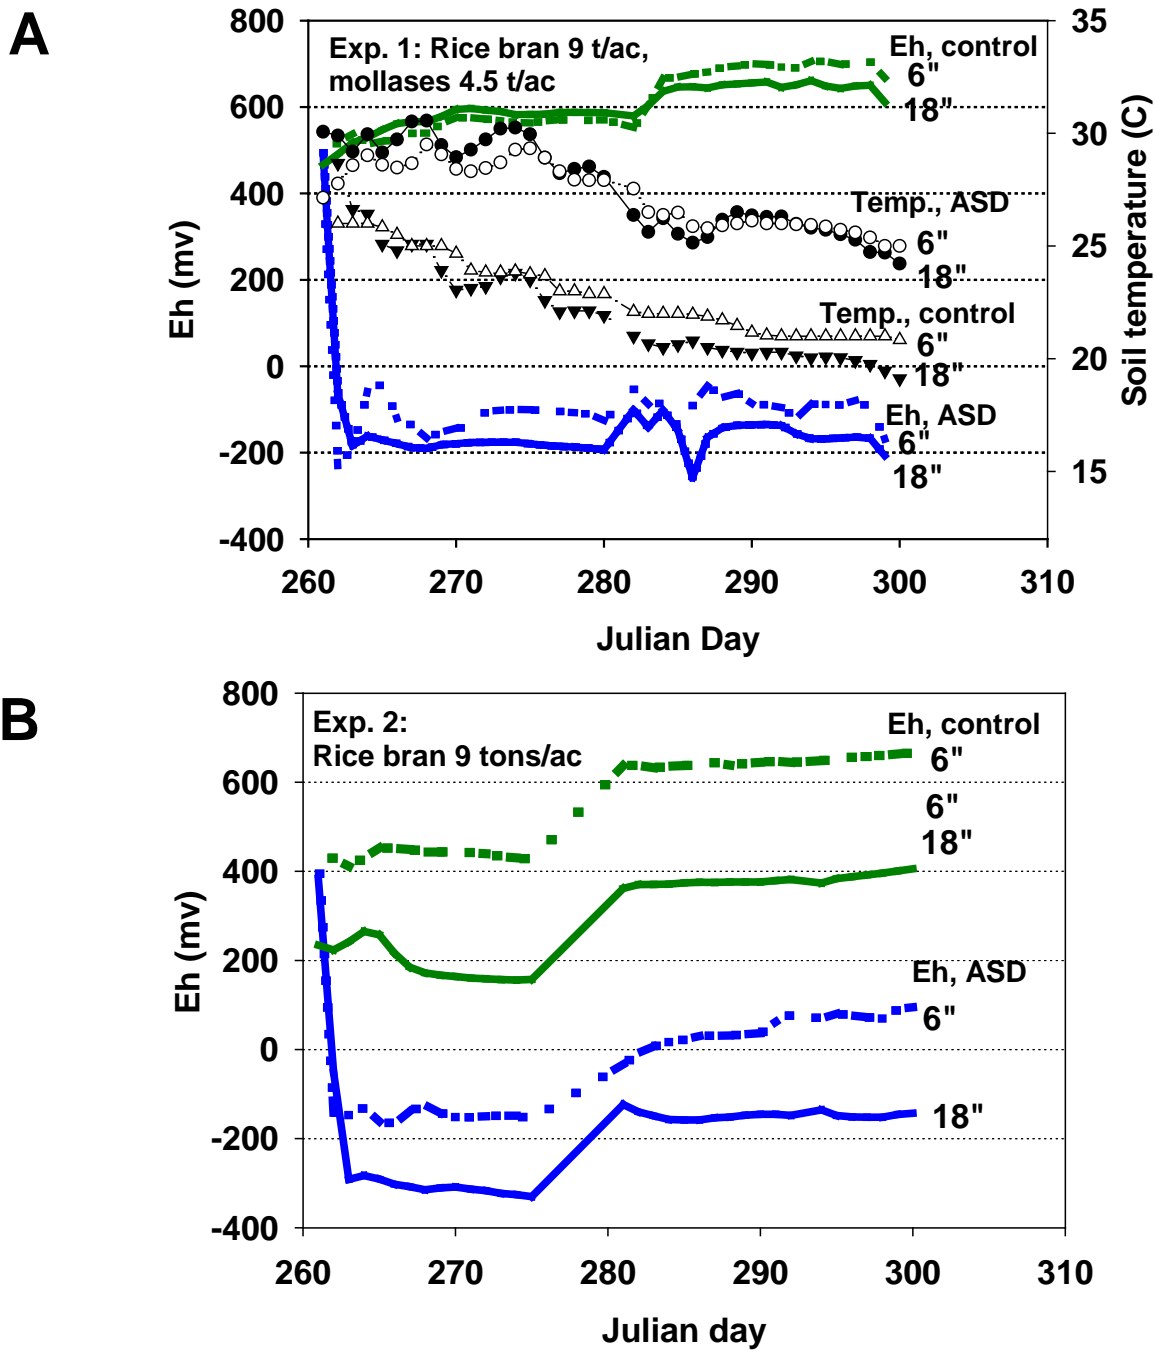 A
800
35
Exp. 1: Rice bran 9 t/ac,
mollases 4.5 t/ac
Eh, control
6"
18"
600
30
400
Temp., ASD
6"
18"
25
200
Temp., control
6"
18"
20
0
Eh, ASD
6"
18"
-200
15
-400
Eh (mv)
Soil temperature (C)
260 270 280 290 300 310
Julian Day
B
800
Exp. 2:
Rice bran 9 tons/ac
Eh, control
6"
600
6"
18"
400
200
Eh, ASD
6"
0
18"
-200
-400
Eh (mv)
260 270 280 290 300 310
Julian day